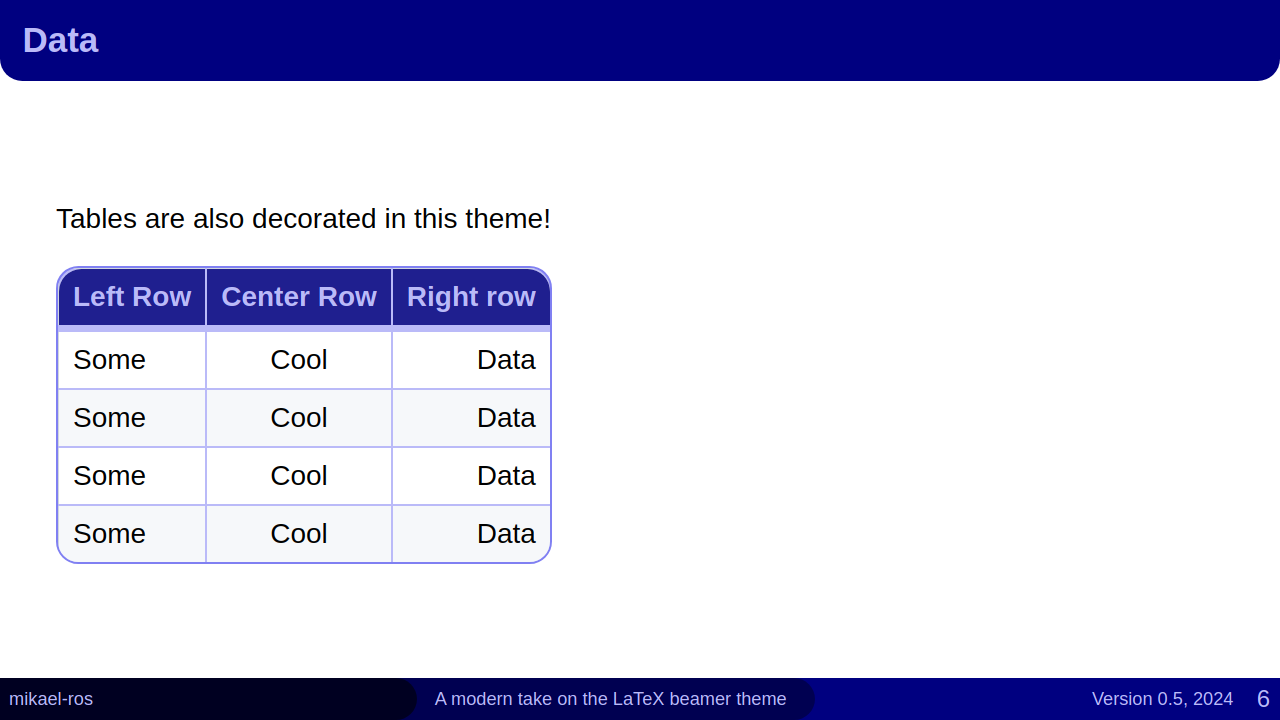 Data
Tables are also decorated in this theme!
Left Row Center Row Right row
Some Cool Data
Some Cool Data
Some Cool Data
Some Cool Data
mikael-ros A modern take on the LaTeX beamer theme Version 0.5, 2024 6